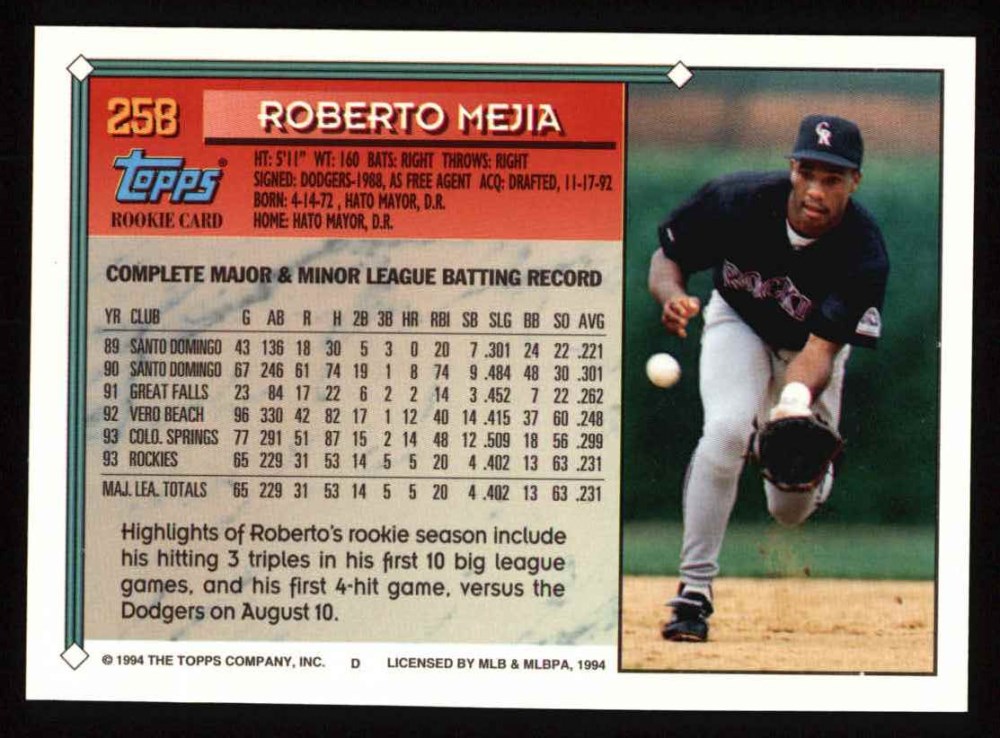 258
ROBERTO MEJIA
Topps®
ROOKIE CARD
HT: 5'11" WT: 160 BATS: RIGHT THROWS: RIGHT
SIGNED: DODGERS-1988, AS FREE AGENT ACQ: DRAFTED, 11-17-92
BORN: 4-14-72 , HATO MAYOR, D.R.
HOME: HATO MAYOR, D.R.
COMPLETE MAJOR & MINOR LEAGUE BATTING RECORD
YR CLUB G AB R H 2B 3B HR RBI SB SLG BB SO AVG
89 SANTO DOMINGO 43 136 18 30 5 3 0 20 7 .301 24 22 .221
90 SANTO DOMINGO 67 246 61 74 19 1 8 74 9 .484 48 30 .301
91 GREAT FALLS 23 84 17 22 6 2 2 14 3 .452 7 22 .262
92 VERO BEACH 96 330 42 82 17 1 12 40 14 .415 37 60 .248
93 COLO. SPRINGS 77 291 51 87 15 2 14 48 12 .509 18 56 .299
93 ROCKIES 65 229 31 53 14 5 5 20 4 .402 13 63 .231
MAJ. LEA. TOTALS 65 229 31 53 14 5 5 20 4 .402 13 63 .231
Highlights of Roberto's rookie season include
his hitting 3 triples in his first 10 big league
games, and his first 4-hit game, versus the
Dodgers on August 10.
© 1994 THE TOPPS COMPANY, INC. D LICENSED BY MLB & MLBPA, 1994
CR
ROCKI